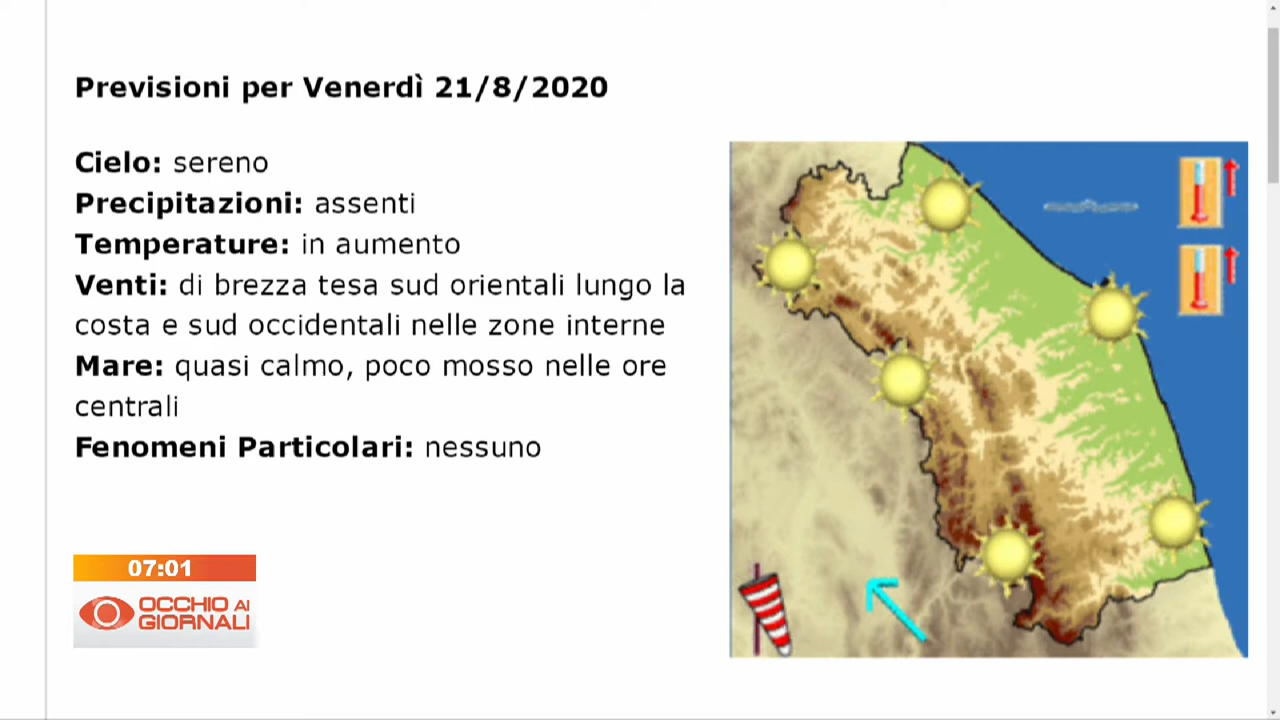 Previsioni per Venerdì 21/8/2020
Cielo: sereno
Precipitazioni: assenti
Temperature: in aumento
Venti: di brezza tesa sud orientali lungo la
costa e sud occidentali nelle zone interne
Mare: quasi calmo, poco mosso nelle ore
centrali
Fenomeni Particolari: nessuno
07:01
OCCHIO AI
GIORNALI